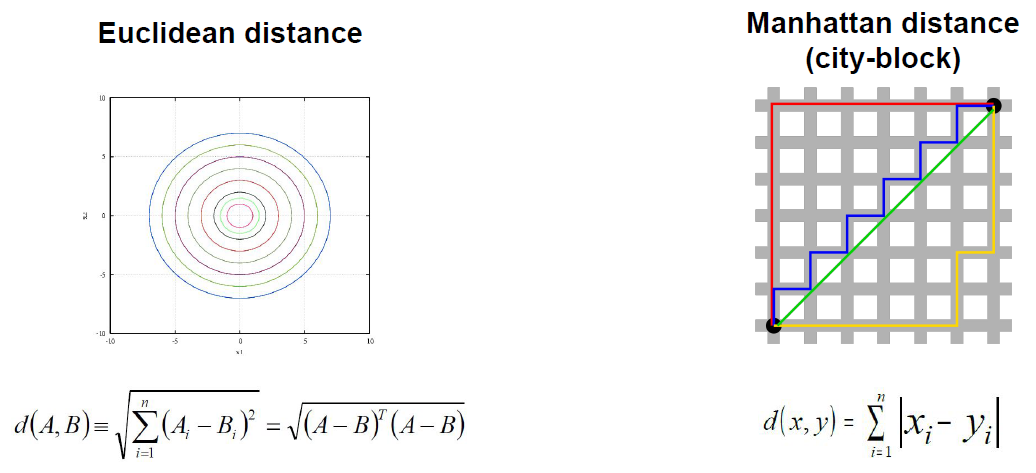 Euclidean distance
Manhattan distance
(city-block)
10
5
0
-5
-10
-10 -5 0 5 10
x1
d(A,B)≡√(∑_{i=1}^{n}(A_i − B_i)²) = √((A − B)^T (A − B))
d(x,y) = ∑_{i=1}^{n} |x_i − y_i|